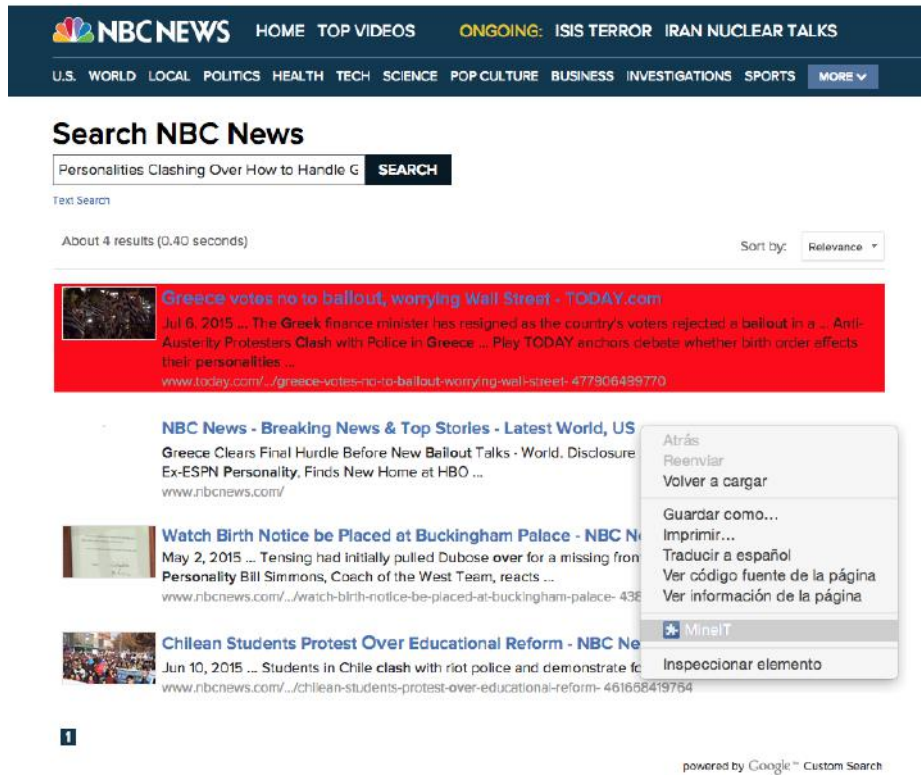 NBC NEWS HOME TOP VIDEOS ONGOING: ISIS TERROR IRAN NUCLEAR TALKS
U.S. WORLD LOCAL POLITICS HEALTH TECH SCIENCE POP CULTURE BUSINESS INVESTIGATIONS SPORTS MORE
Search NBC News
Personalities Clashing Over How to Handle G SEARCH
Text Search
About 4 results (0.40 seconds)
Sort by: Relevance
Greece votes no to bailout, worrying Wall Street - TODAY.com
Jul 6, 2015 ... The Greek finance minister has resigned as the country's voters rejected a bailout in a ... Anti-
Austerity Protesters Clash with Police in Greece ... Play TODAY anchors debate whether birth order affects
their personalities ...
www.today.com/../greece-votes-no-to-bailout-worrying-wall-street- 477906499770
NBC News - Breaking News & Top Stories - Latest World, US
Greece Clears Final Hurdle Before New Bailout Talks · World. Disclosure
Ex-ESPN Personality, Finds New Home at HBO ...
www.nbcnews.com/
Watch Birth Notice be Placed at Buckingham Palace - NBC N
May 2, 2015 ... Tensing had initially pulled Dubose over for a missing fron
Personality Bill Simmons, Coach of the West Team, reacts ...
www.nbcnews.com/../watch-birth-notice-be-placed-at-buckingham-palace- 438
Chilean Students Protest Over Educational Reform - NBC Ne
Jun 10, 2015 ... Students in Chile clash with riot police and demonstrate fo
www.nbcnews.com/../chilean-students-protest-over-educational-reform- 461668419764
Atrás
Reenviar
Volver a cargar
Guardar como...
Imprimir...
Traducir a español
Ver código fuente de la página
Ver información de la página
MineIT
Inspeccionar elemento
1
powered by Google™ Custom Search